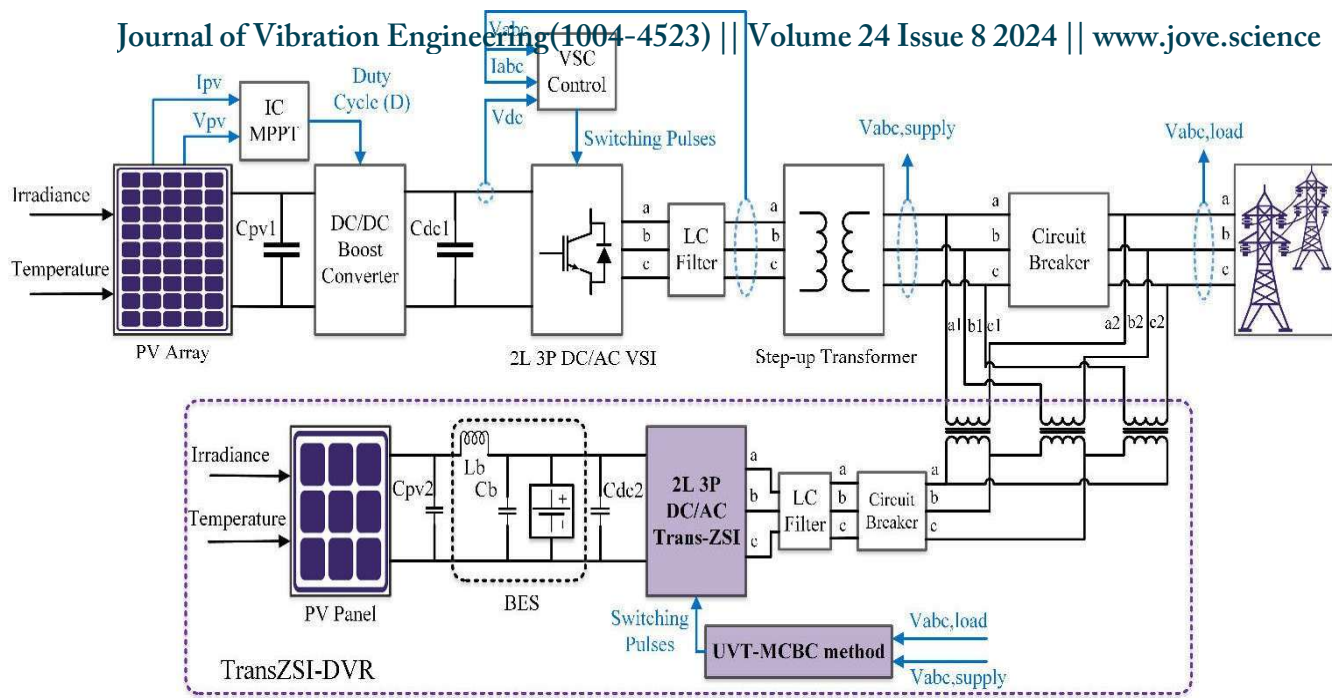 Journal of Vibration Engineering(1004-4523) || Volume 24 Issue 8 2024 || www.jove.science
Vabc
Iabc
Vdc
VSC
Control
Ipv
Vpv
IC
MPPT
Duty
Cycle (D)
Switching Pulses
Vabc,supply
Vabc,load
Irradiance
Temperature
Cpv1
DC/DC
Boost
Converter
Cdc1
a
b
c
LC
Filter
a
b
c
a
b
c
Circuit
Breaker
a
b
c
PV Array
2L 3P DC/AC VSI
Step-up Transformer
a1 b1 c1
a2 b2 c2
Irradiance
Temperature
Cpv2
Lb
Cb
+
-
Cdc2
2L 3P
DC/AC
Trans-ZSI
a
b
c
LC
Filter
a
b
c
Circuit
Breaker
a
b
c
PV Panel
BES
Switching
Pulses
UVT-MCBC method
Vabc,load
Vabc,supply
TransZSI-DVR